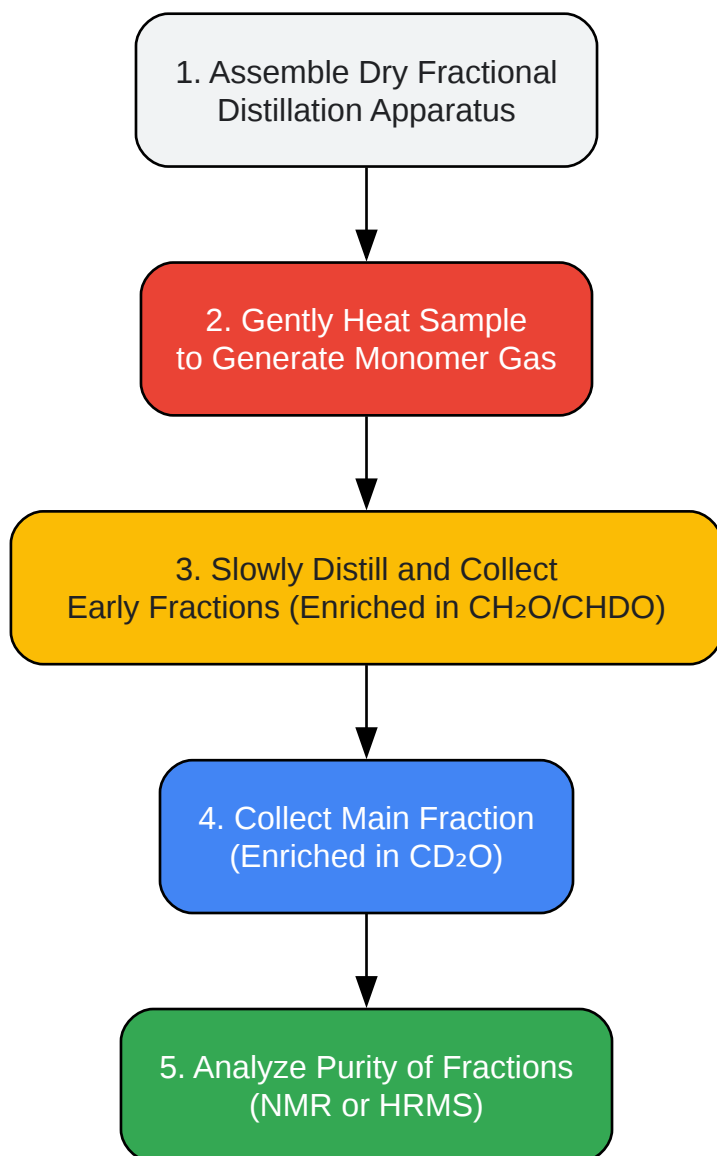 1. Assemble Dry Fractional
Distillation Apparatus
2. Gently Heat Sample
to Generate Monomer Gas
3. Slowly Distill and Collect
Early Fractions (Enriched in CH₂O/CHDO)
4. Collect Main Fraction
(Enriched in CD₂O)
5. Analyze Purity of Fractions
(NMR or HRMS)